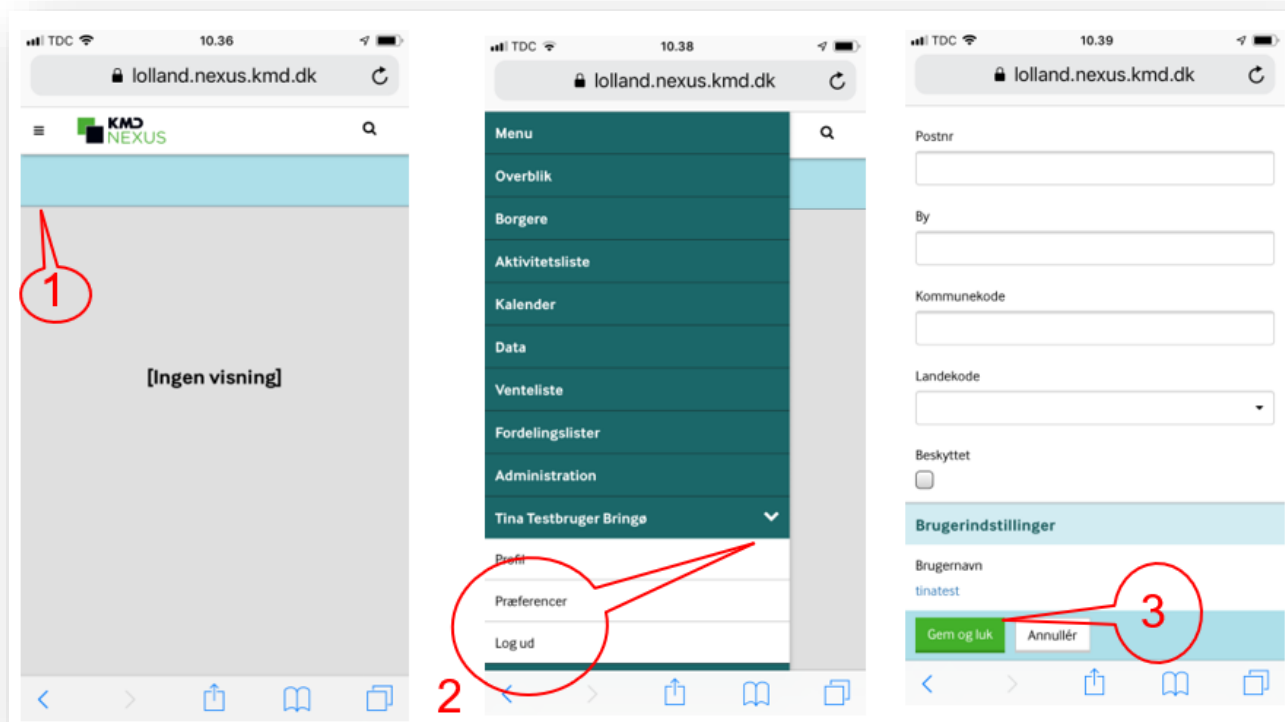 TDC
10.36
lolland.nexus.kmd.dk
KMD
NEXUS
1
[Ingen visning]
TDC
10.38
lolland.nexus.kmd.dk
Menu
Overblik
Borgere
Aktivitetsliste
Kalender
Data
Venteliste
Fordelingslister
Administration
Tina Testbruger Bringø
Profil
Præferencer
Log ud
2
TDC
10.39
lolland.nexus.kmd.dk
Postnr
By
Kommunekode
Landekode
Beskyttet
Brugerindstillinger
Brugernavn
tinatest
3
Gem og luk
Annullér